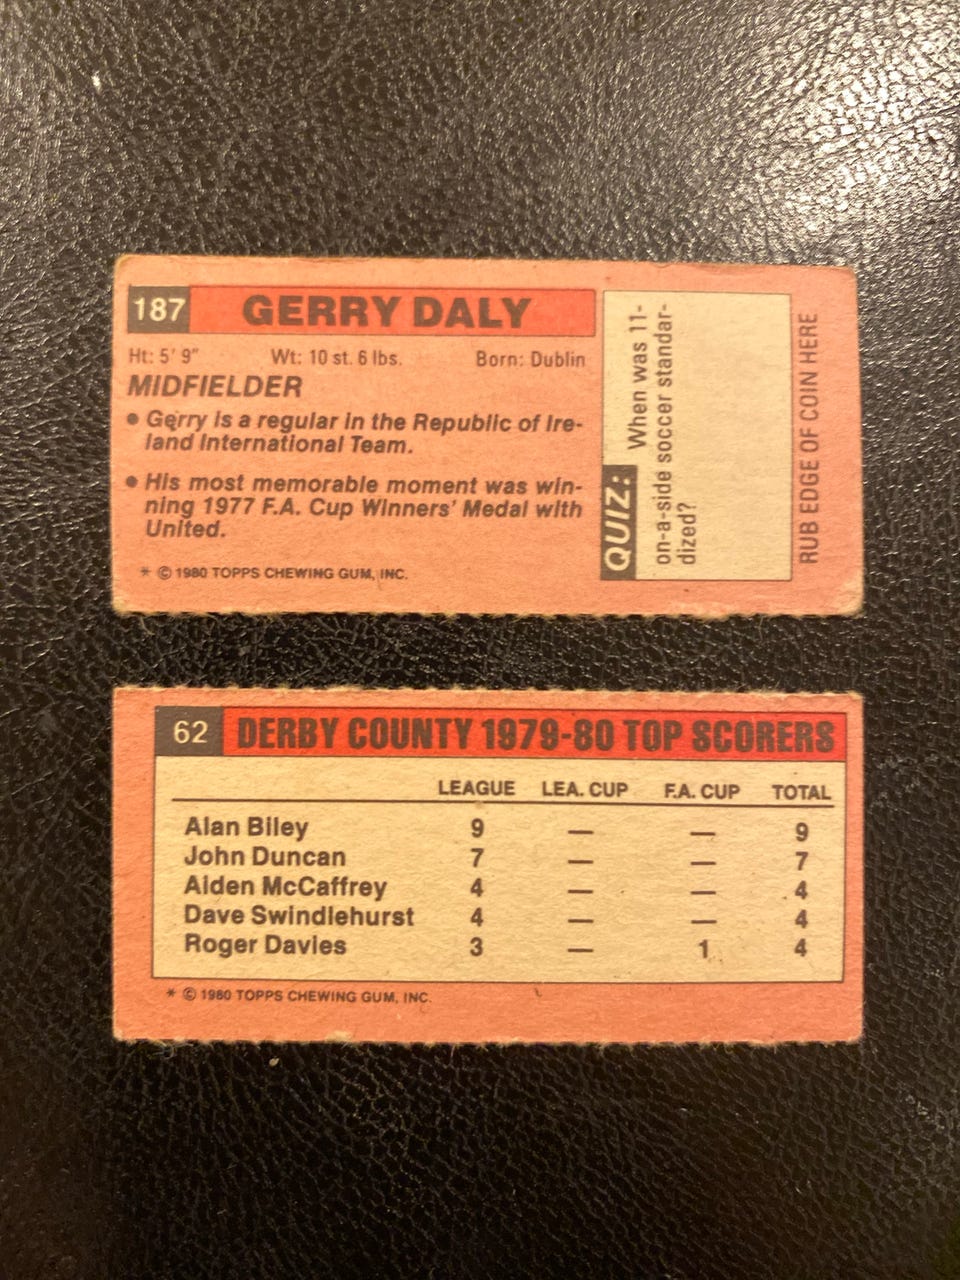 187 GERRY DALY
Ht: 5' 9" Wt: 10 st. 6 lbs. Born: Dublin
MIDFIELDER
• Gerry is a regular in the Republic of Ire-
land International Team.
• His most memorable moment was win-
ning 1977 F.A. Cup Winners' Medal with
United.
* © 1980 TOPPS CHEWING GUM, INC.
QUIZ: When was 11-
on-a-side soccer standar-
dized?
RUB EDGE OF COIN HERE
62 DERBY COUNTY 1979-80 TOP SCORERS
LEAGUE LEA. CUP F.A. CUP TOTAL
Alan Biley 9 — — 9
John Duncan 7 — — 7
Aiden McCaffrey 4 — — 4
Dave Swindlehurst 4 — — 4
Roger Davies 3 — 1 4
* © 1980 TOPPS CHEWING GUM, INC.